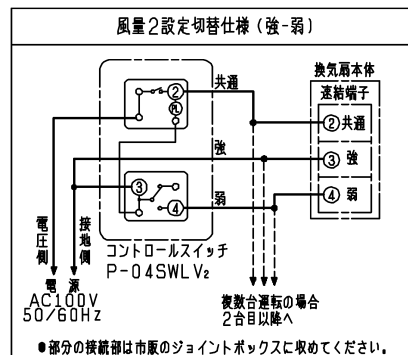 風量2設定切替仕様(強-弱)
換気扇本体
速結端子
共通
②
PL
②共通
強
③
③ 強
弱
④
④ 弱
電圧側
接地側
コントロールスイッチ
P-04SWLV2
電源
AC100V
50/60Hz
複数台運転の場合
2台目以降へ
●部分の接続部は市販のジョイントボックスに収めてください。